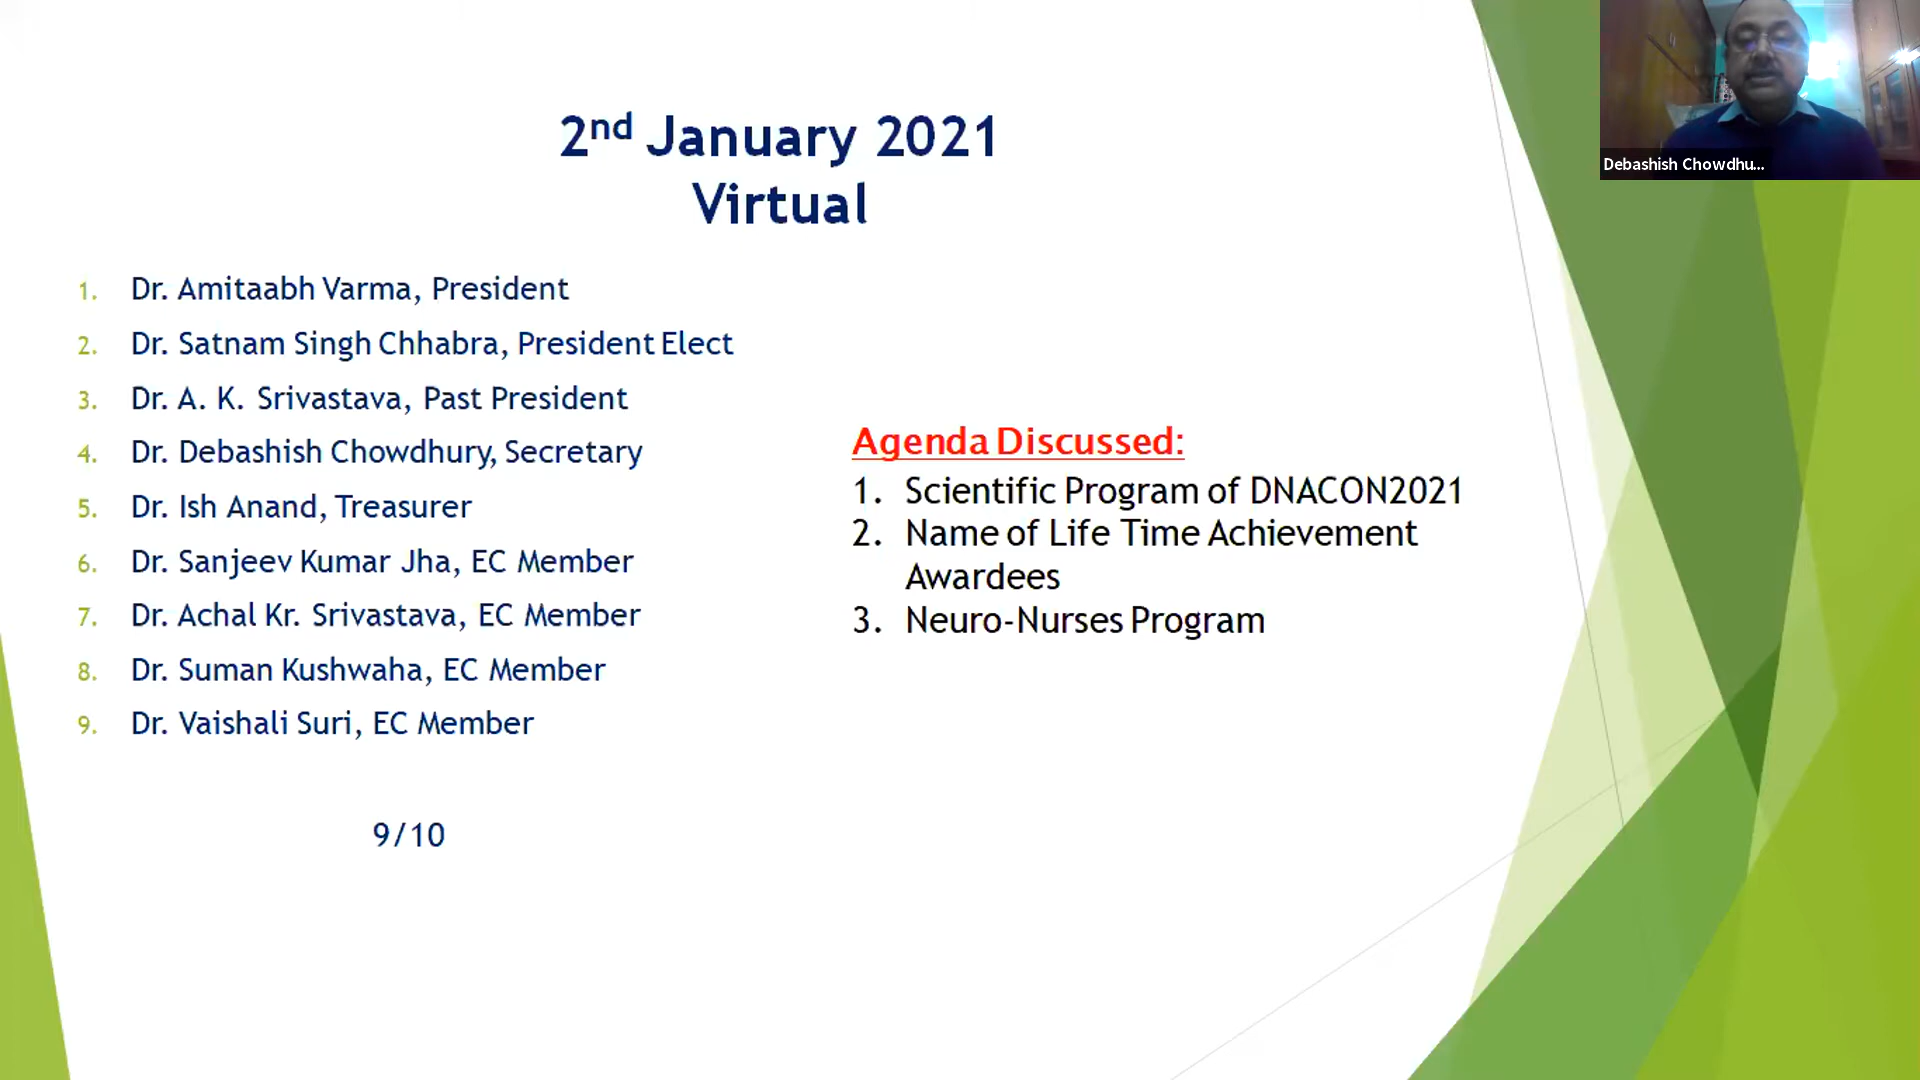 2nd January 2021
Virtual
1. Dr. Amitaabh Varma, President
2. Dr. Satnam Singh Chhabra, President Elect
3. Dr. A. K. Srivastava, Past President
4. Dr. Debashish Chowdhury, Secretary
5. Dr. Ish Anand, Treasurer
6. Dr. Sanjeev Kumar Jha, EC Member
7. Dr. Achal Kr. Srivastava, EC Member
8. Dr. Suman Kushwaha, EC Member
9. Dr. Vaishali Suri, EC Member
9/10
Agenda Discussed:
1. Scientific Program of DNACON2021
2. Name of Life Time Achievement
Awardees
3. Neuro-Nurses Program
Debashish Chowdhu...